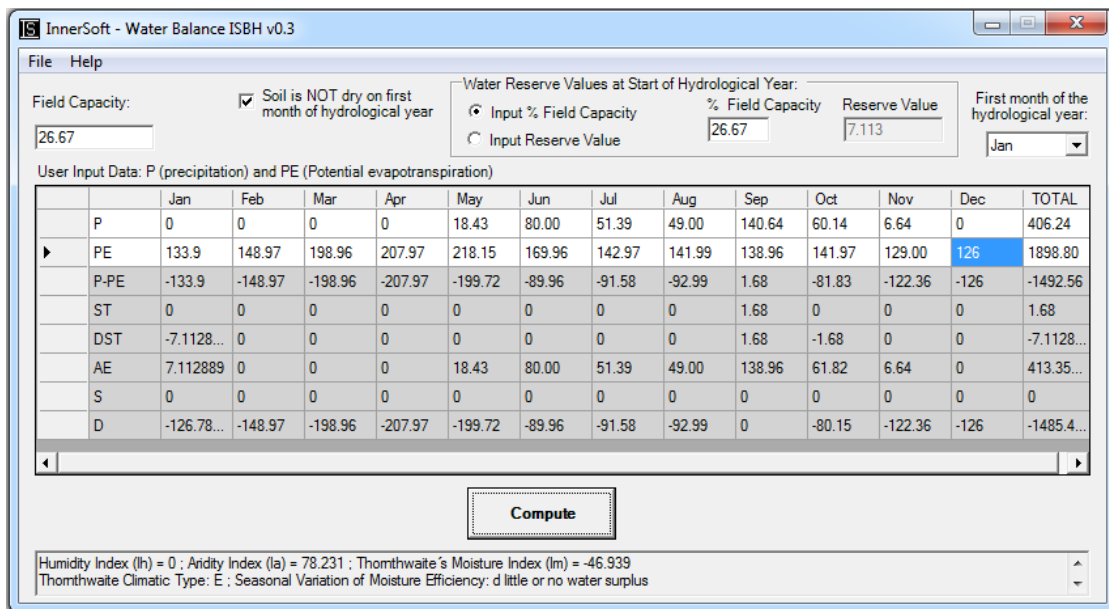 IS InnerSoft - Water Balance ISBH v0.3
File Help
Field Capacity:
26.67
Soil is NOT dry on first
month of hydrological year
Water Reserve Values at Start of Hydrological Year:
Input % Field Capacity
Input Reserve Value
% Field Capacity
26.67
Reserve Value
7.113
First month of the
hydrological year:
Jan
User Input Data: P (precipitation) and PE (Potential evapotranspiration)
Jan Feb Mar Apr May Jun Jul Aug Sep Oct Nov Dec TOTAL
P 0 0 0 0 18.43 80.00 51.39 49.00 140.64 60.14 6.64 0 406.24
PE 133.9 148.97 198.96 207.97 218.15 169.96 142.97 141.99 138.96 141.97 129.00 126 1898.80
P-PE -133.9 -148.97 -198.96 -207.97 -199.72 -89.96 -91.58 -92.99 1.68 -81.83 -122.36 -126 -1492.56
ST 0 0 0 0 0 0 0 0 1.68 0 0 0 1.68
DST -7.1128... 0 0 0 0 0 0 0 1.68 -1.68 0 0 -7.1128...
AE 7.112889 0 0 0 18.43 80.00 51.39 49.00 138.96 61.82 6.64 0 413.35...
S 0 0 0 0 0 0 0 0 0 0 0 0 0
D -126.78... -148.97 -198.96 -207.97 -199.72 -89.96 -91.58 -92.99 0 -80.15 -122.36 -126 -1485.4...
Compute
Humidity Index (Ih) = 0 ; Aridity Index (Ia) = 78.231 ; Thornthwaite´s Moisture Index (Im) = -46.939
Thornthwaite Climatic Type: E ; Seasonal Variation of Moisture Efficiency: d little or no water surplus